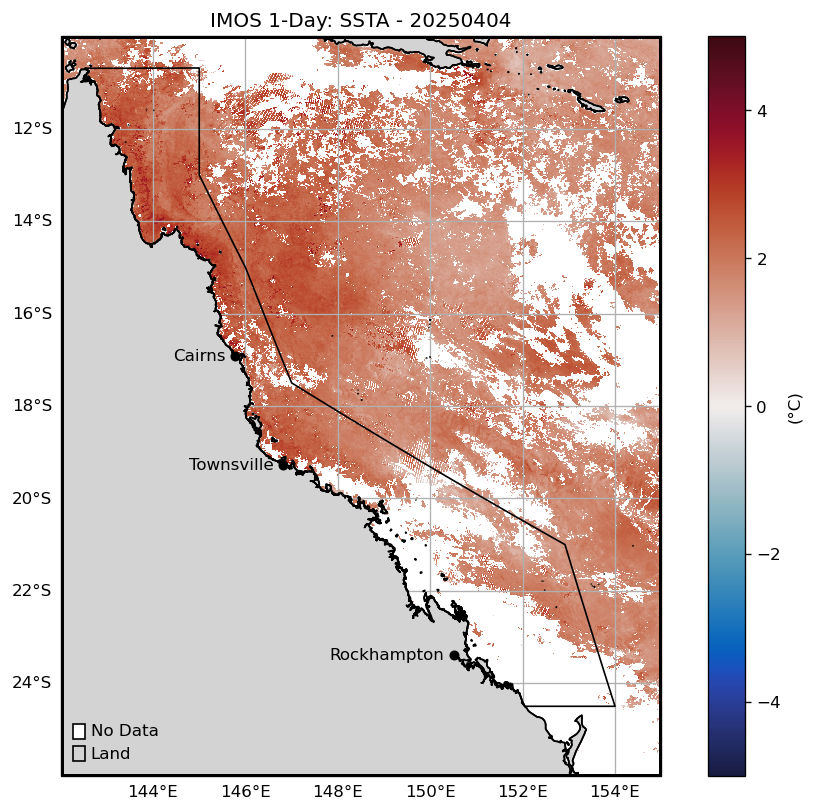 IMOS 1-Day: SSTA - 20250404
12°S
14°S
16°S
18°S
20°S
22°S
24°S
Cairns
Townsville
Rockhampton
No Data
Land
144°E 146°E 148°E 150°E 152°E 154°E
4
2
0
−2
−4
(°C)